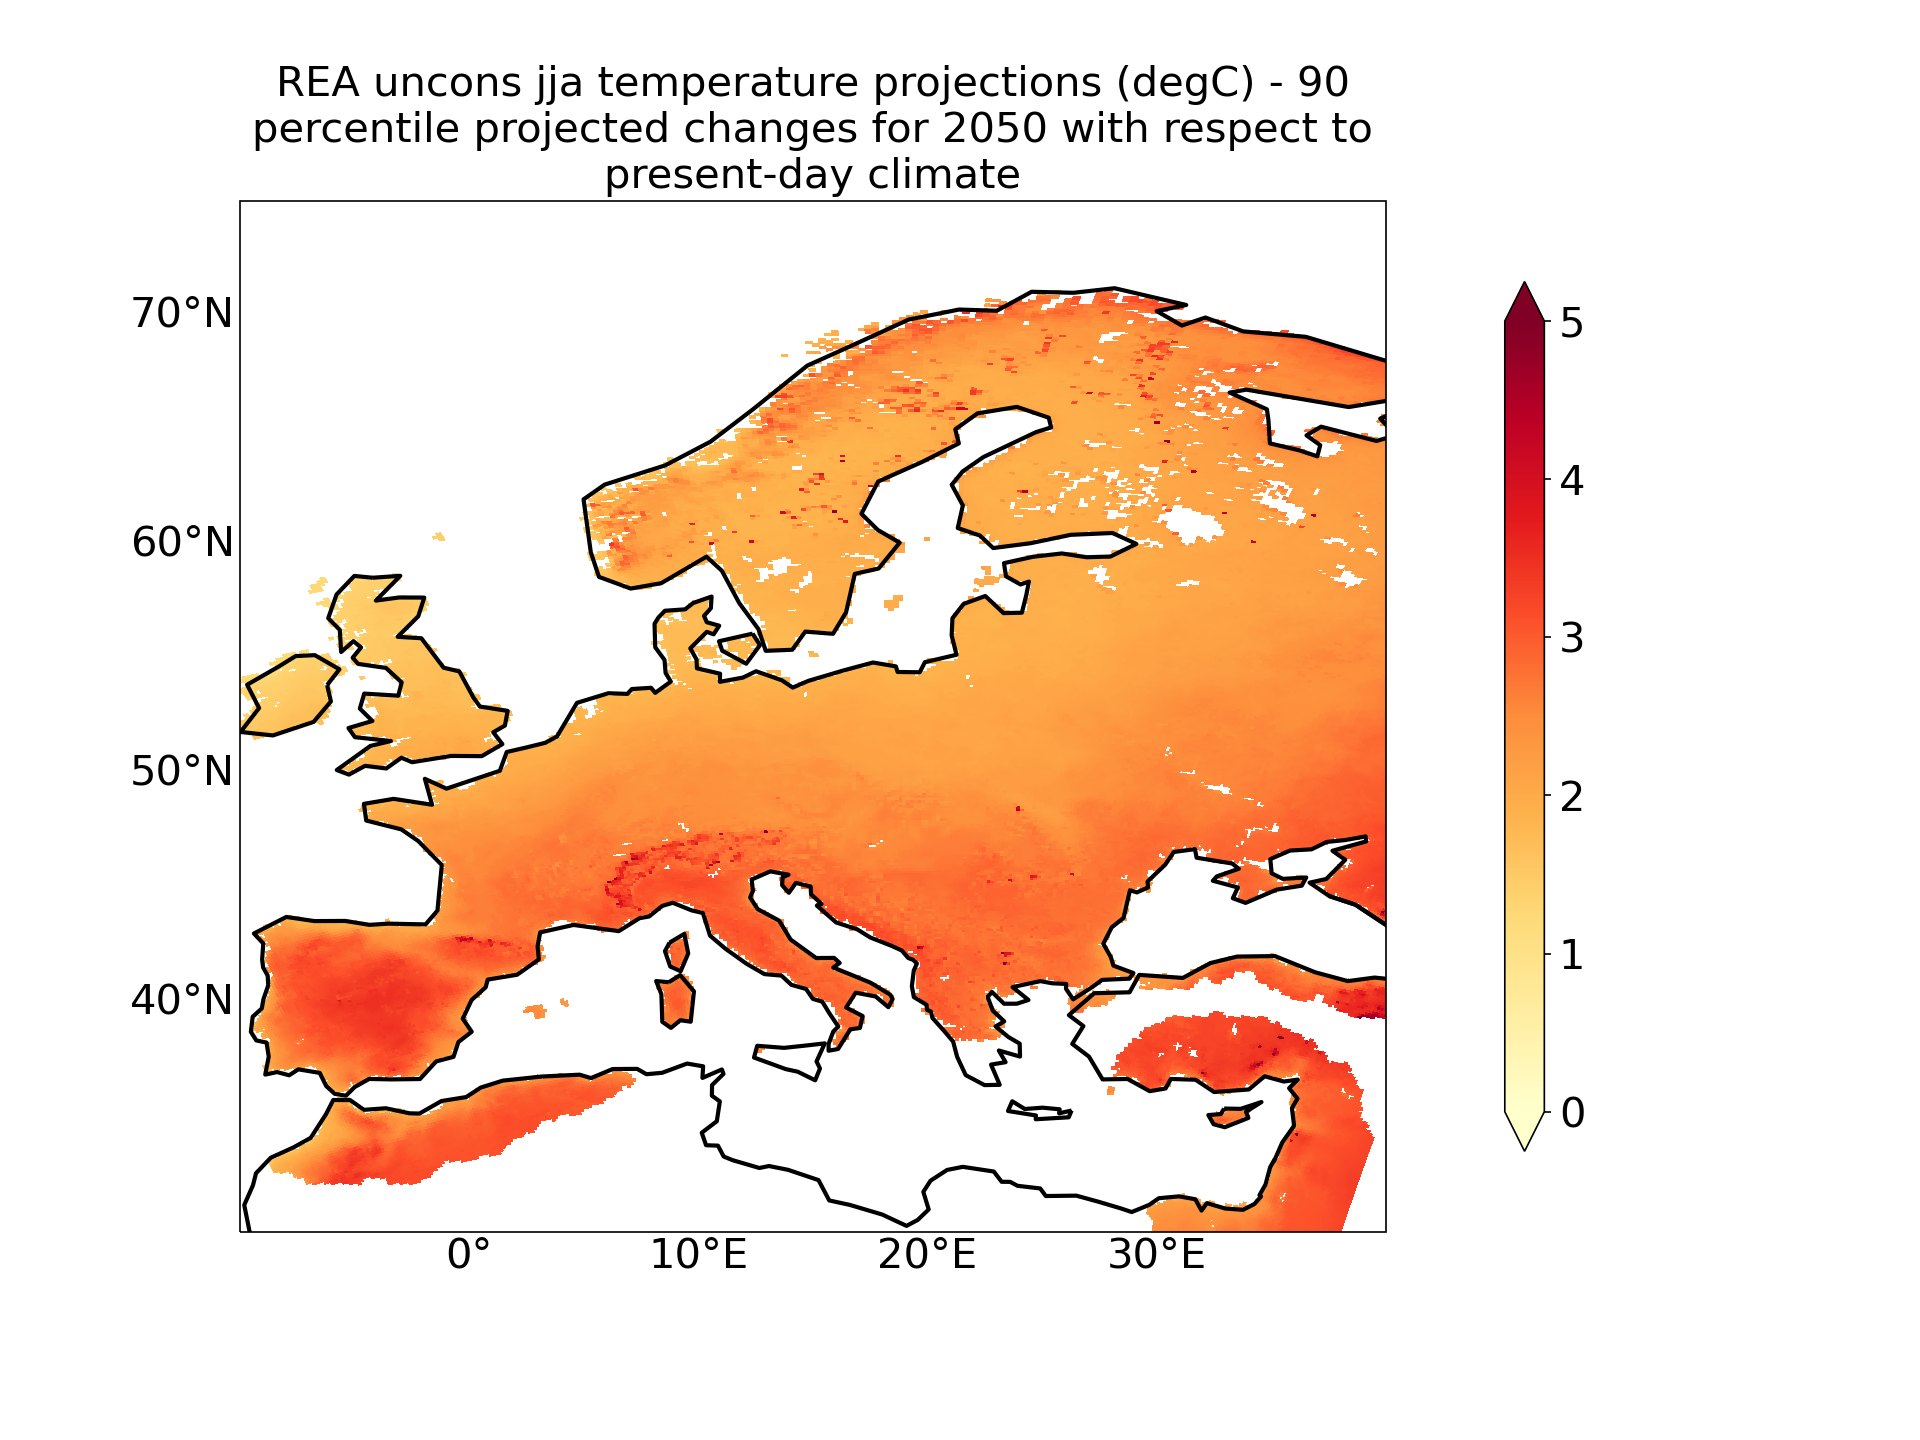 REA uncons jja temperature projections (degC) - 90
percentile projected changes for 2050 with respect to
present-day climate
70°N
60°N
50°N
40°N
0°
10°E
20°E
30°E
5
4
3
2
1
0